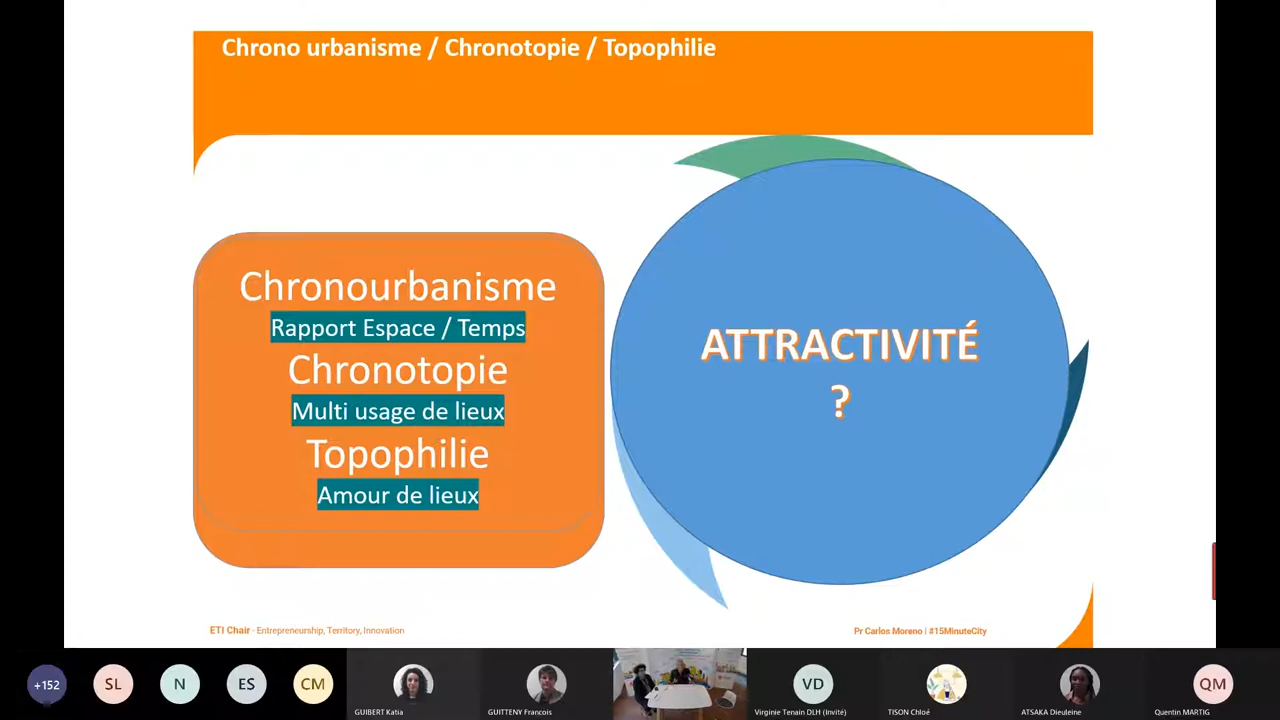 Chrono urbanisme / Chronotopie / Topophilie
Chronourbanisme
Rapport Espace / Temps
Chronotopie
Multi usage de lieux
Topophilie
Amour de lieux
ATTRACTIVITÉ
?
ETI Chair - Entrepreneurship, Territory, Innovation
Pr Carlos Moreno | #15MinuteCity
+152
SL
N
ES
CM
GUIBERT Katia
GUITTENY Francois
VD
Virginie Tenain DLH (Invité)
TISON Chloé
ATSAKA Dieuleine
QM
Quentin MARTIG